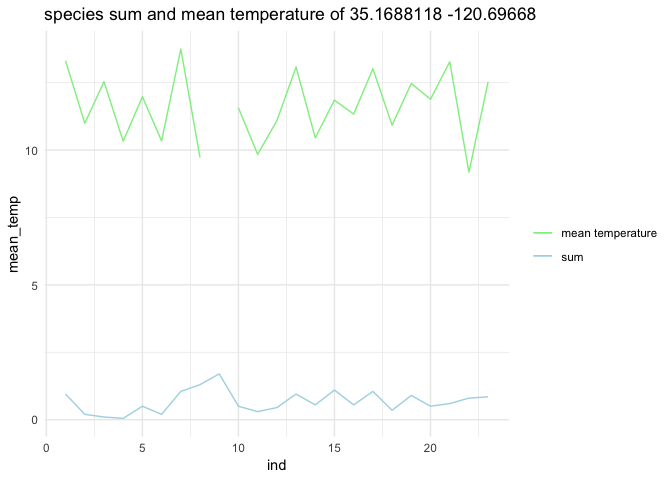 species sum and mean temperature of 35.1688118 -120.69668
10
5
0
mean_temp
0
5
10
15
20
ind
mean temperature
sum